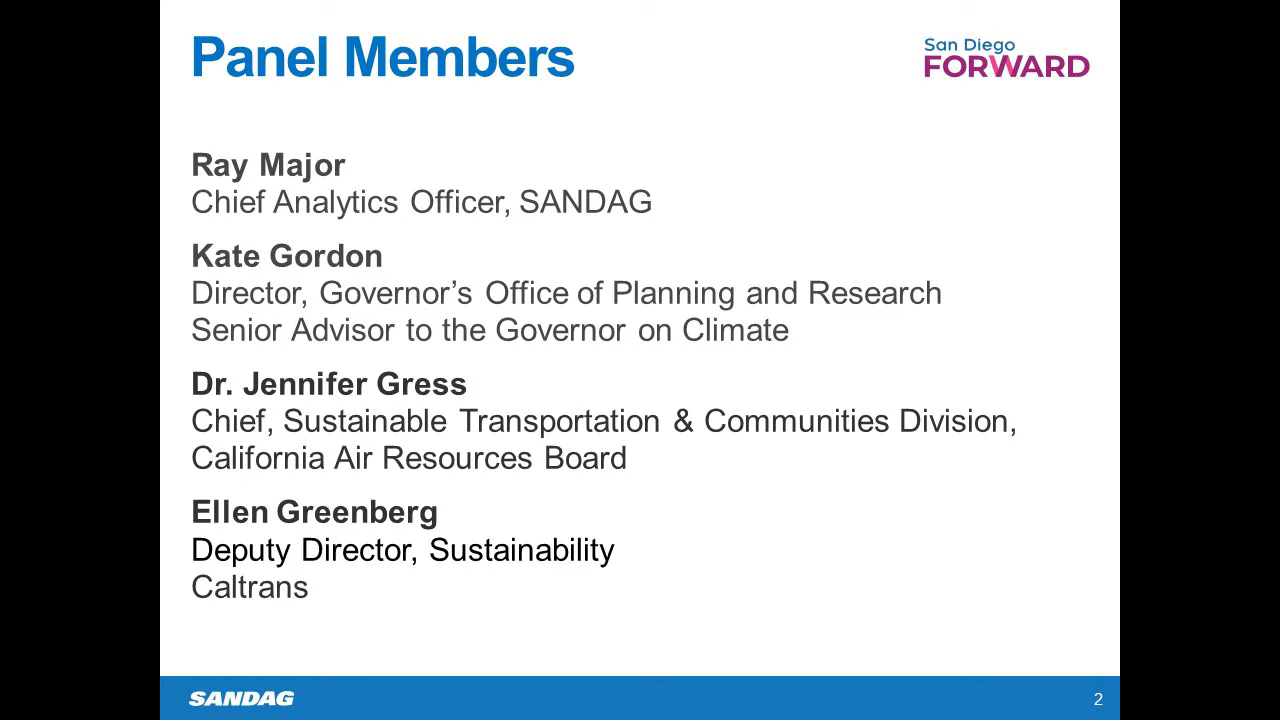 Panel Members
San Diego
FORWARD
Ray Major
Chief Analytics Officer, SANDAG
Kate Gordon
Director, Governor’s Office of Planning and Research
Senior Advisor to the Governor on Climate
Dr. Jennifer Gress
Chief, Sustainable Transportation & Communities Division,
California Air Resources Board
Ellen Greenberg
Deputy Director, Sustainability
Caltrans
SANDAG
2